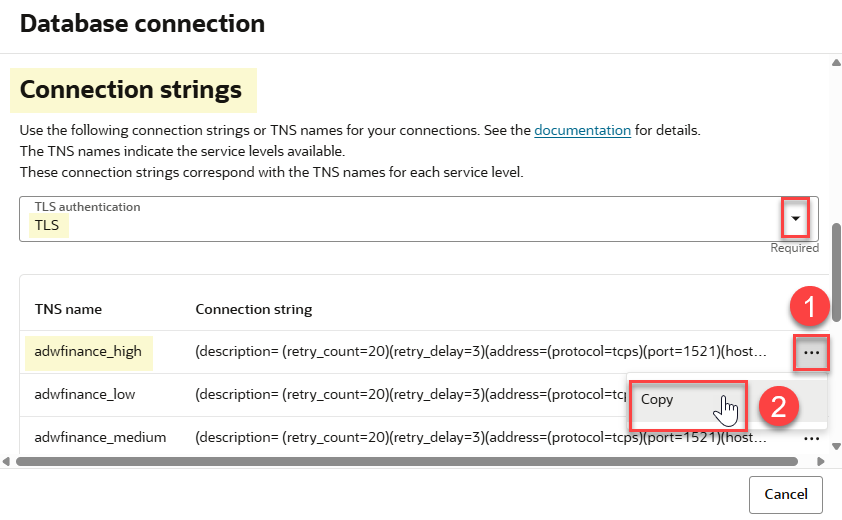 Database connection
Connection strings
Use the following connection strings or TNS names for your connections. See the documentation for details.
The TNS names indicate the service levels available.
These connection strings correspond with the TNS names for each service level.
TLS authentication
TLS
Required
TNS name Connection string
1
adwfinance_high (description= (retry_count=20)(retry_delay=3)(address=(protocol=tcps)(port=1521)(host... ...
adwfinance_low (description= (retry_count=20)(retry_delay=3)(address=(protocol=tcps)
Copy 2
adwfinance_medium (description= (retry_count=20)(retry_delay=3)(address=(protocol=tcps)(port=1521)(host... ...
Cancel